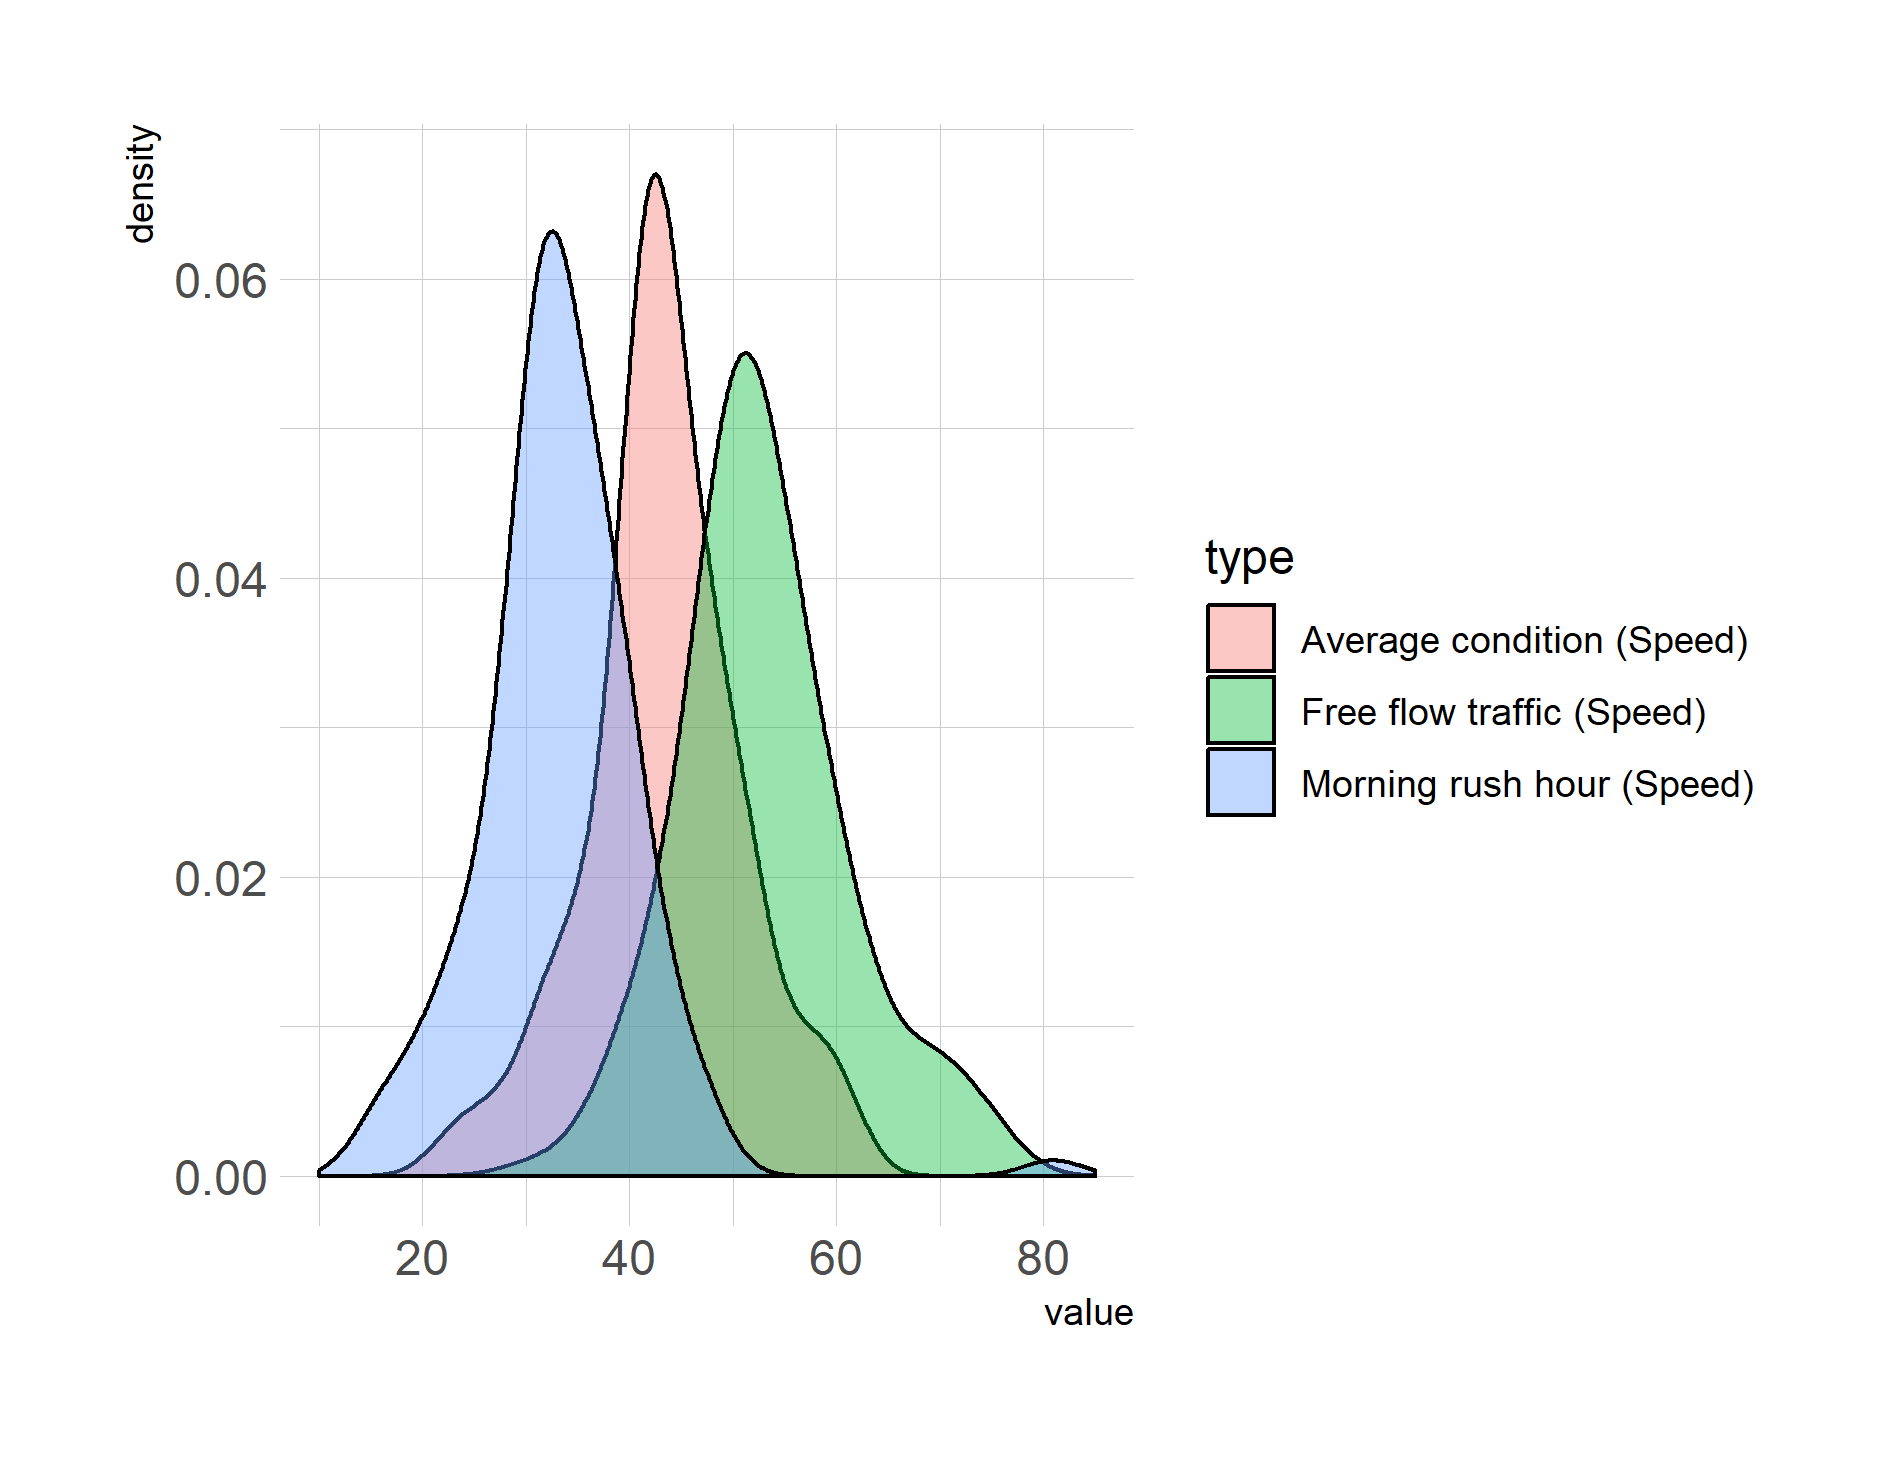 density
0.06
0.04
0.02
0.00
20
40
60
80
value
type
Average condition (Speed)
Free flow traffic (Speed)
Morning rush hour (Speed)